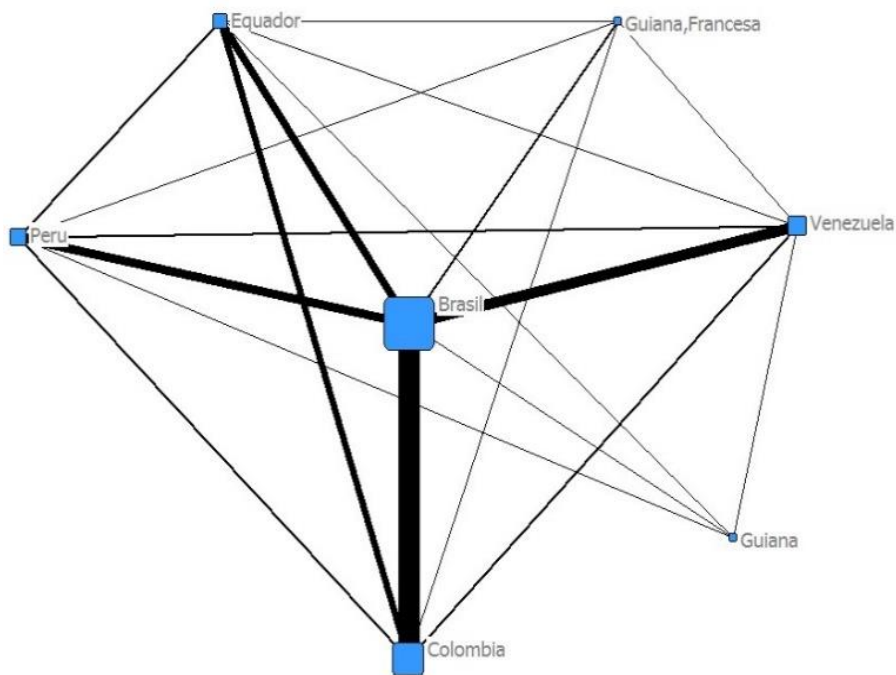 Equador
Guiana,Francesa
Peru
Venezuela
Brasil
Guiana
Colombia